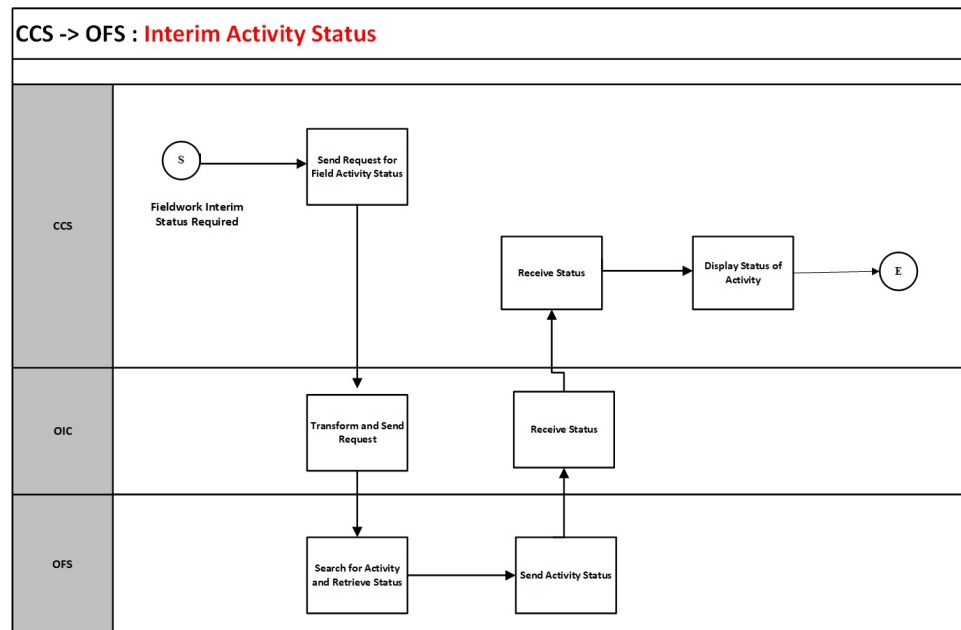 CCS -> OFS : Interim Activity Status
CCS
S
Fieldwork Interim
Status Required
Send Request for
Field Activity Status
Receive Status
Display Status of
Activity
E
OIC
Transform and Send
Request
Receive Status
OFS
Search for Activity
and Retrieve Status
Send Activity Status